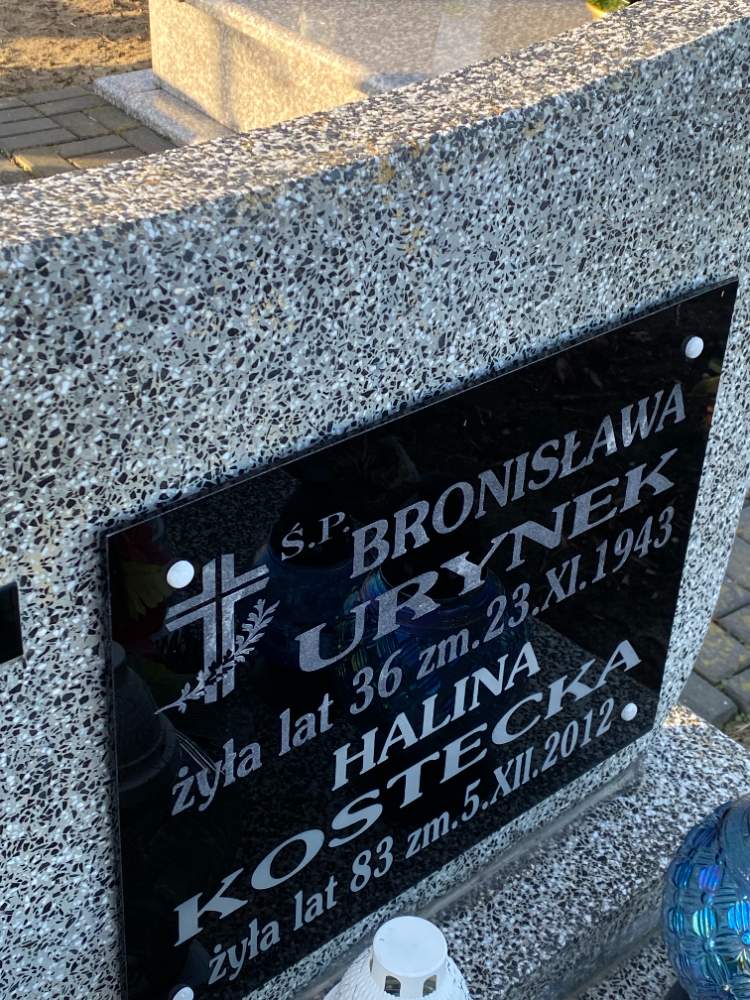 Ś.P. BRONISŁAWA
URYNEK
żyła lat 36 zm. 23.XI.1943
HALINA
KOSTECKA
żyła lat 83 zm. 5.XII.2012